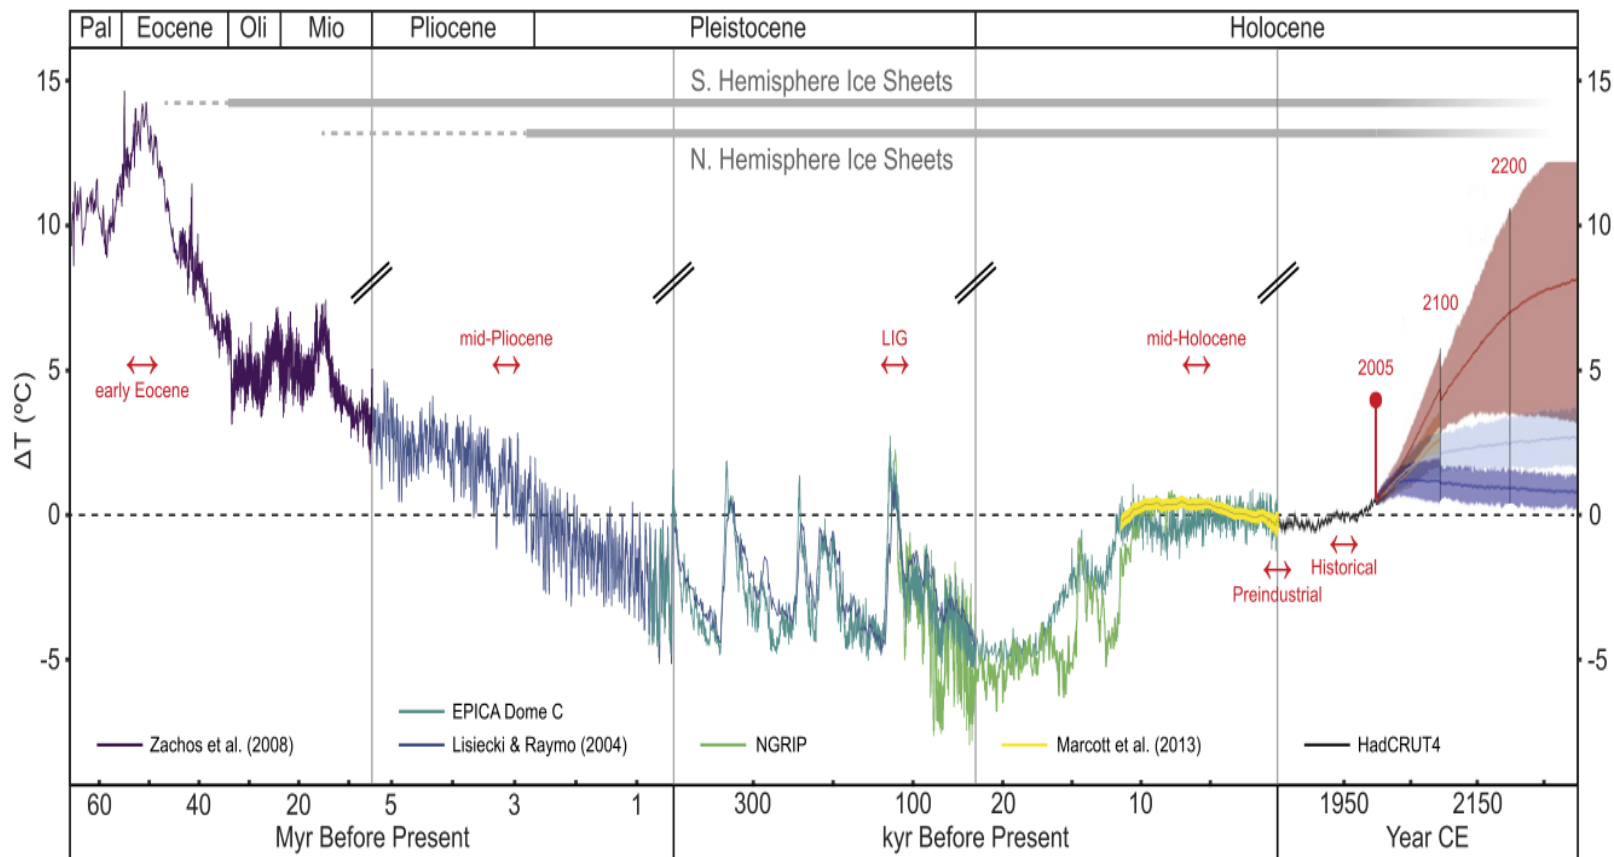 Pal Eocene Oli Mio Pliocene Pleistocene Holocene
15 15
S. Hemisphere Ice Sheets
N. Hemisphere Ice Sheets
2200
10 10
2100
mid-Pliocene LIG mid-Holocene
2005
5 5
early Eocene
ΔT (ºC)
0 0
Historical
Preindustrial
-5 -5
EPICA Dome C
Zachos et al. (2008) Lisiecki & Raymo (2004) NGRIP Marcott et al. (2013) HadCRUT4
60 40 20 5 3 1 300 100 20 10 1950 2150
Myr Before Present kyr Before Present Year CE